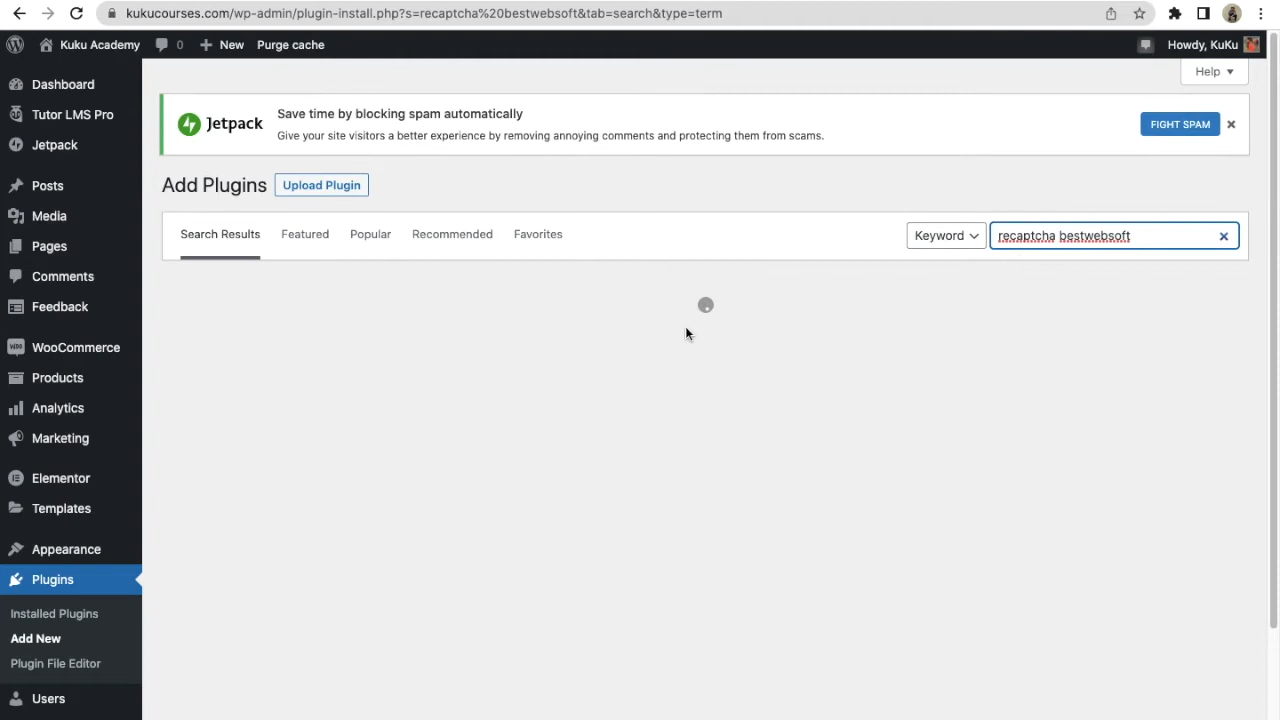 kukucourses.com/wp-admin/plugin-install.php?s=recaptcha%20bestwebsoft&tab=search&type=term
Kuku Academy 0 New Purge cache Howdy, KuKu
Help
Dashboard
Tutor LMS Pro
Jetpack
Posts
Media
Pages
Comments
Feedback
WooCommerce
Products
Analytics
Marketing
Elementor
Templates
Appearance
Plugins
Installed Plugins
Add New
Plugin File Editor
Users
Jetpack
Save time by blocking spam automatically
Give your site visitors a better experience by removing annoying comments and protecting them from scams.
FIGHT SPAM
Add Plugins Upload Plugin
Search Results Featured Popular Recommended Favorites Keyword recaptcha bestwebsoft